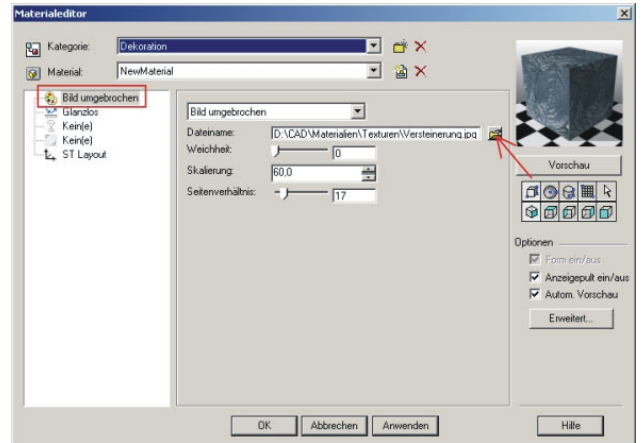 Materialeditor
Kategorie: Dekoration
Material: NewMaterial
Bild umgebrochen
Glanzlos
Kein(e)
Kein(e)
ST Layout
Bild umgebrochen
Dateiname: D:\CAD\Materialien\Texturen\Versteinerung.jpg
Weichheit: 0
Skalierung: 60,0
Seitenverhältnis: 17
Vorschau
Optionen
Form ein/aus
Anzeigepult ein/aus
Autom. Vorschau
Erweitert...
OK Abbrechen Anwenden Hilfe